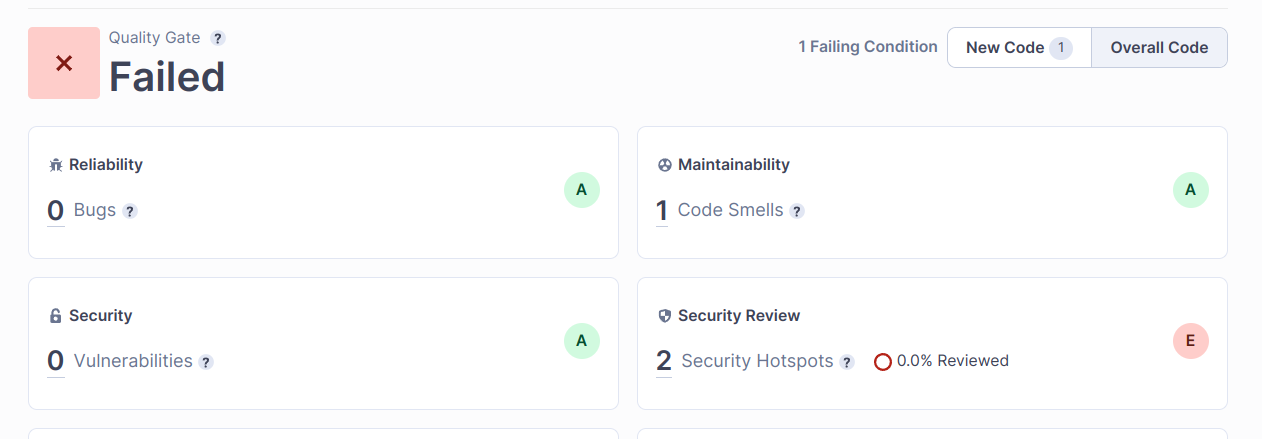 Quality Gate ?
Failed
1 Failing Condition
New Code 1
Overall Code
Reliability
0 Bugs ?
A
Maintainability
1 Code Smells ?
A
Security
0 Vulnerabilities ?
A
Security Review
2 Security Hotspots ? 0.0% Reviewed
E